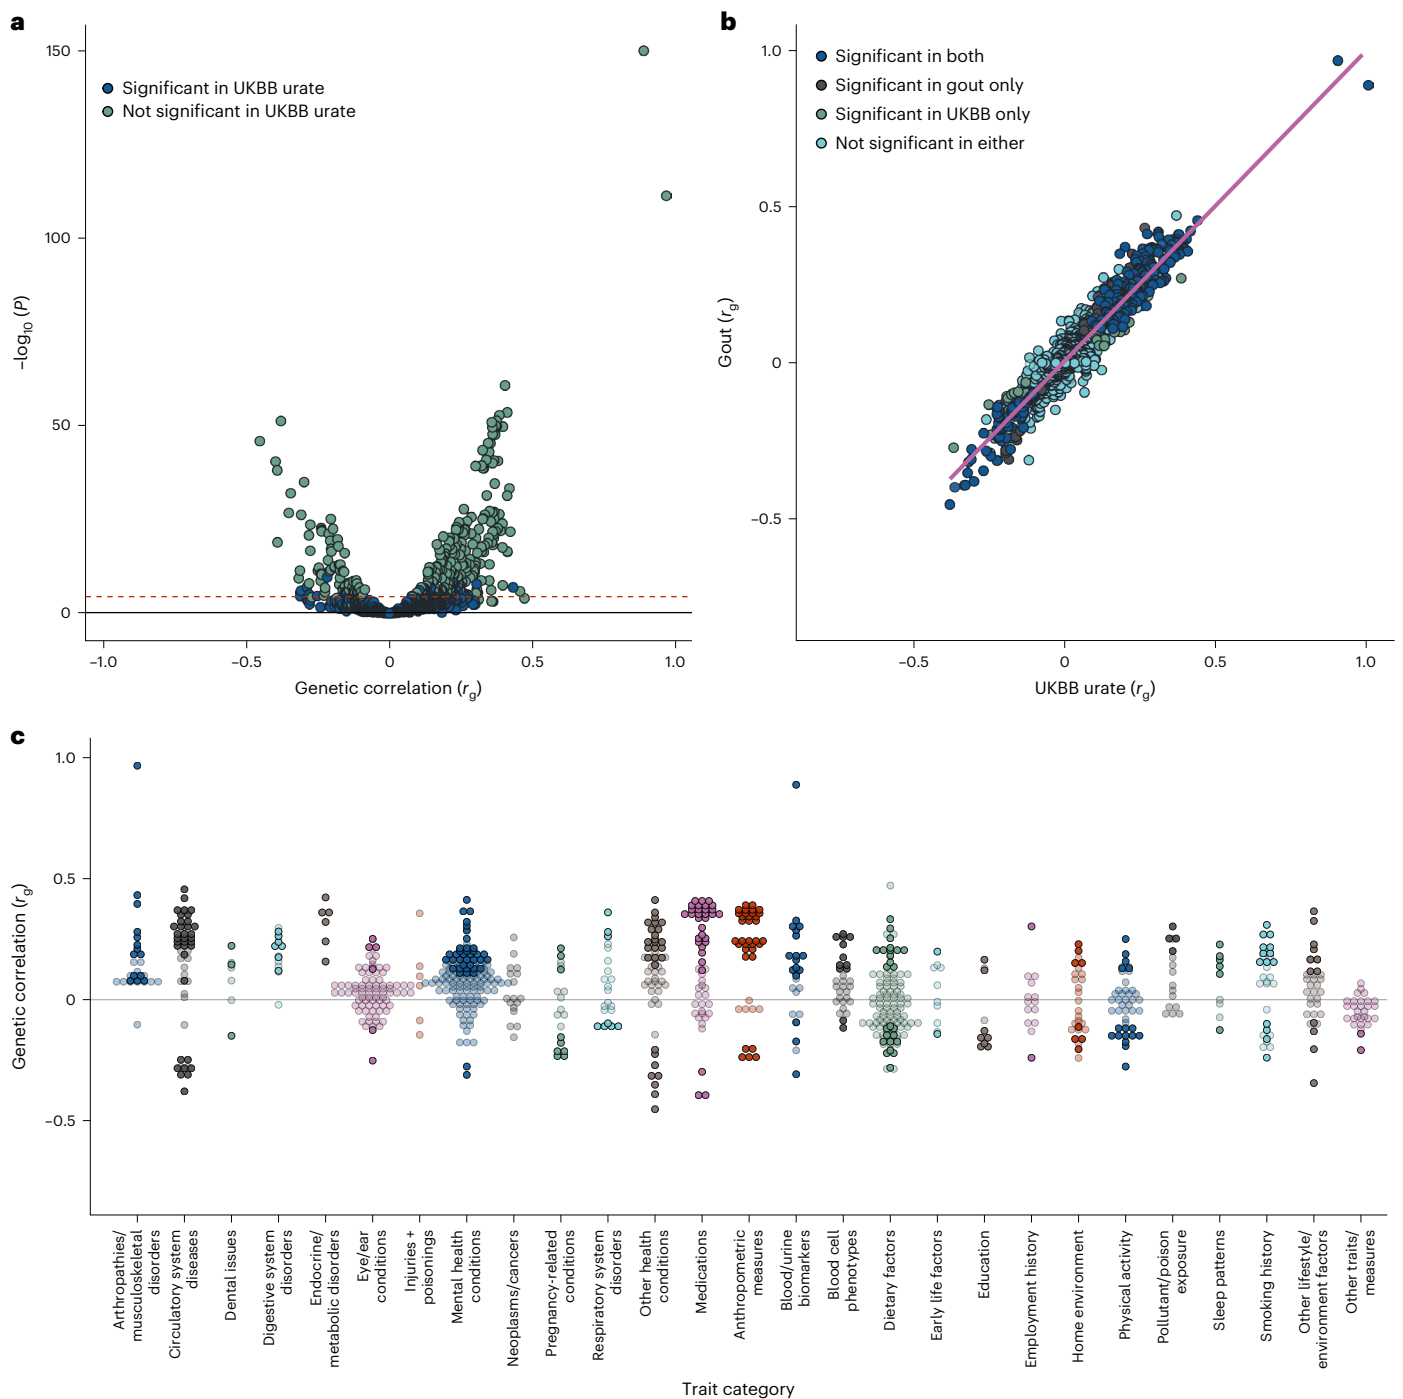 a
150
100
50
0
–log10 (P)
Significant in UKBB urate
Not significant in UKBB urate
–1.0
–0.5
0
0.5
1.0
Genetic correlation (rg)
b
1.0
0.5
0
–0.5
Gout (rg)
Significant in both
Significant in gout only
Significant in UKBB only
Not significant in either
–0.5
0
0.5
1.0
UKBB urate (rg)
c
1.0
0.5
0
–0.5
Genetic correlation (rg)
Arthropathies/
musculoskeletal
disorders
Circulatory system
diseases
Dental issues
Digestive system
disorders
Endocrine/
metabolic disorders
Eye/ear
conditions
Injuries +
poisonings
Mental health
conditions
Neoplasms/cancers
Pregnancy-related
conditions
Respiratory system
disorders
Other health
conditions
Medications
Anthropometric
measures
Blood/urine
biomarkers
Blood cell
phenotypes
Dietary factors
Early life factors
Education
Employment history
Home environment
Physical activity
Pollutant/poison
exposure
Sleep patterns
Smoking history
Other lifestyle/
environment factors
Other traits/
measures
Trait category